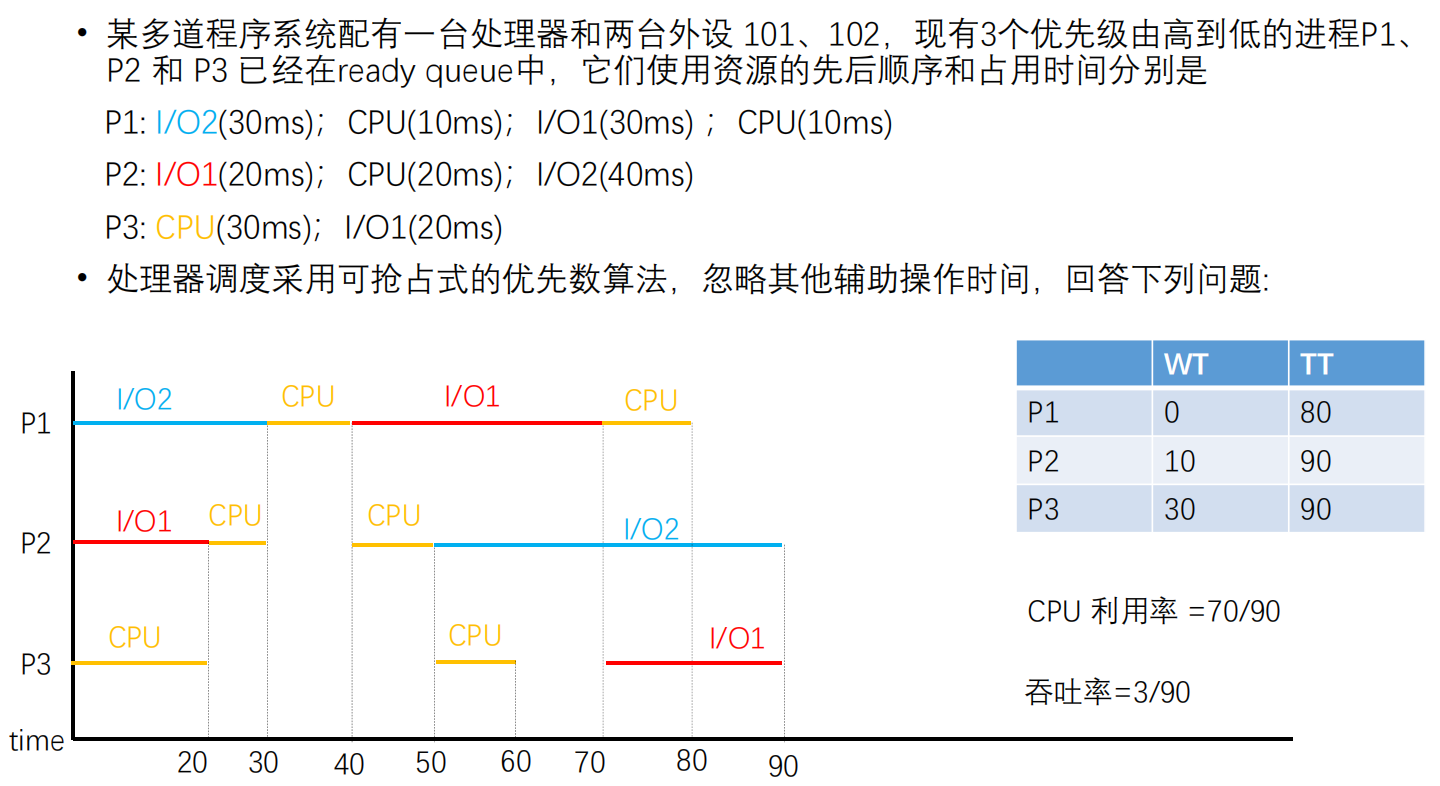 • 某多道程序系统配有一台处理器和两台外设 101、102，现有3个优先级由高到低的进程P1、
P2 和 P3 已经在ready queue中，它们使用资源的先后顺序和占用时间分别是
P1: I/O2(30ms)； CPU(10ms)； I/O1(30ms) ； CPU(10ms)
P2: I/O1(20ms)； CPU(20ms)； I/O2(40ms)
P3: CPU(30ms)； I/O1(20ms)
• 处理器调度采用可抢占式的优先数算法，忽略其他辅助操作时间，回答下列问题:
WT TT
P1 0 80
P2 10 90
P3 30 90
CPU 利用率 =70/90
吞吐率=3/90
I/O2 CPU I/O1 CPU
P1
I/O1 CPU CPU I/O2
P2
CPU CPU I/O1
P3
time
20 30 40 50 60 70 80 90